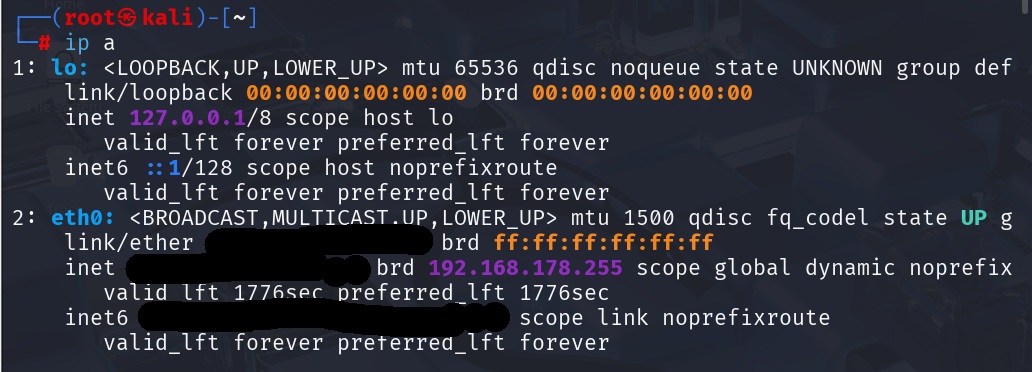 ┌──(root㉿kali)-[~]
└─# ip a
1: lo: <LOOPBACK,UP,LOWER_UP> mtu 65536 qdisc noqueue state UNKNOWN group def
link/loopback 00:00:00:00:00:00 brd 00:00:00:00:00:00
inet 127.0.0.1/8 scope host lo
valid_lft forever preferred_lft forever
inet6 ::1/128 scope host noprefixroute
valid_lft forever preferred_lft forever
2: eth0: <BROADCAST,MULTICAST,UP,LOWER_UP> mtu 1500 qdisc fq_codel state UP g
link/ether brd ff:ff:ff:ff:ff:ff
inet brd 192.168.178.255 scope global dynamic noprefix
valid_lft 1776sec preferred_lft 1776sec
inet6 scope link noprefixroute
valid_lft forever preferred_lft forever